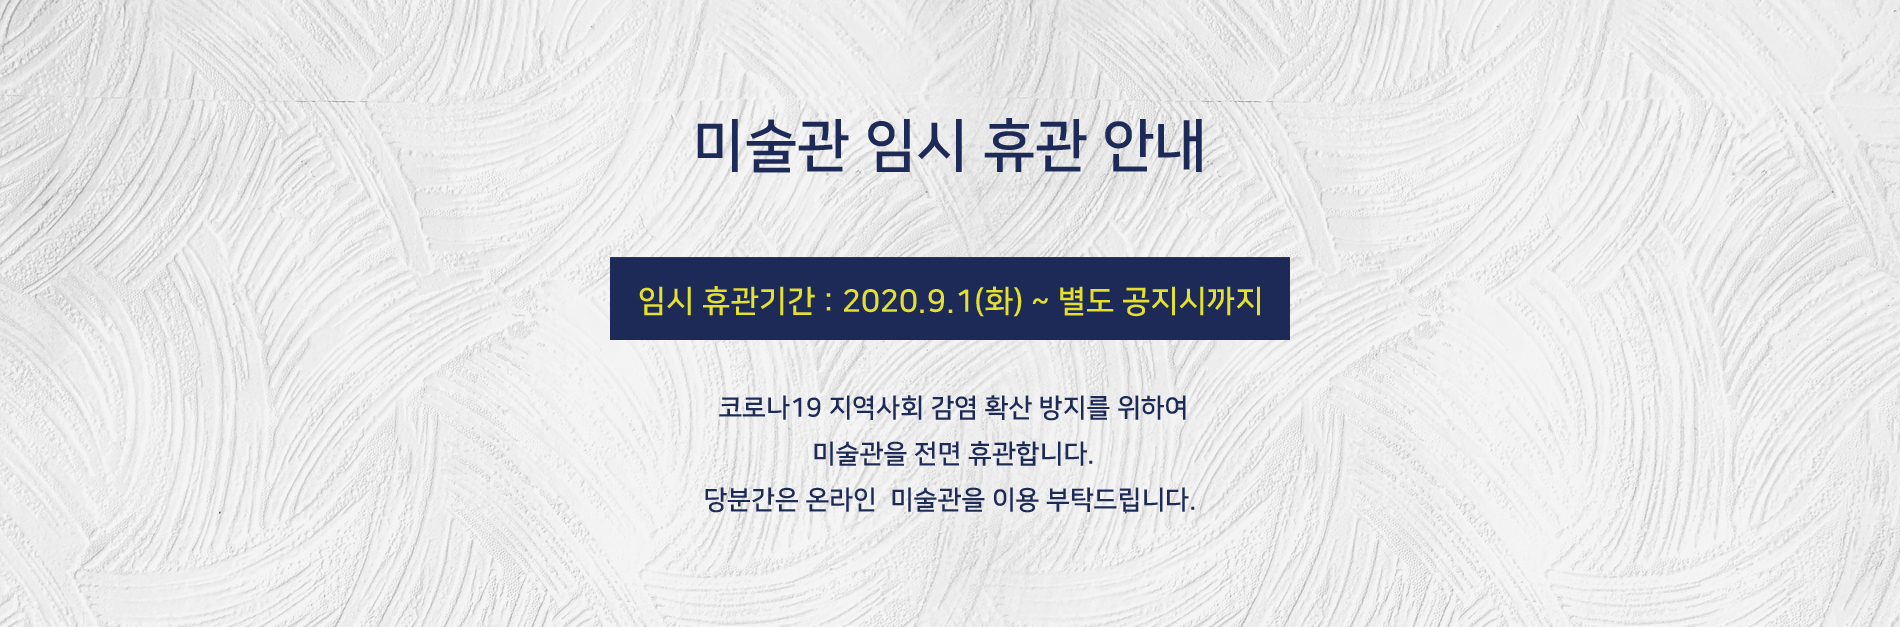 미술관 임시 휴관 안내
임시 휴관기간 : 2020.9.1(화) ~ 별도 공지시까지
코로나19 지역사회 감염 확산 방지를 위하여
미술관을 전면 휴관합니다.
당분간은 온라인 미술관을 이용 부탁드립니다.